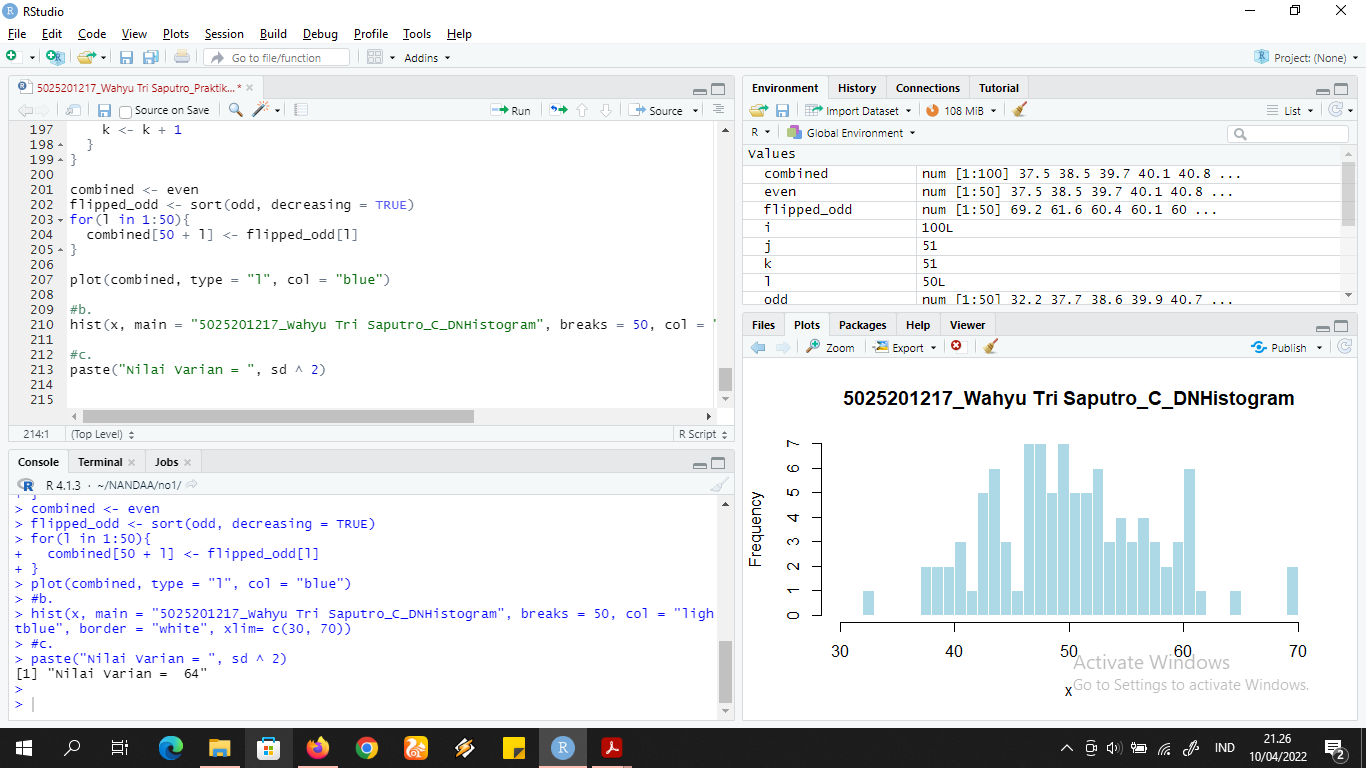 RStudio
File Edit Code View Plots Session Build Debug Profile Tools Help
Go to file/function Addins Project: (None)
5025201217_Wahyu Tri Saputro_Praktik...*
Source on Save Run Source
197 k <- k + 1
198 }
199 }
200
201 combined <- even
202 flipped_odd <- sort(odd, decreasing = TRUE)
203 for(l in 1:50){
204 combined[50 + l] <- flipped_odd[l]
205 }
206
207 plot(combined, type = "l", col = "blue")
208
209 #b.
210 hist(x, main = "5025201217_Wahyu Tri Saputro_C_DNHistogram", breaks = 50, col = "
211
212 #c.
213 paste("Nilai Varian = ", sd ^ 2)
214
215
214:1 (Top Level) R Script
Console Terminal Jobs
R 4.1.3 · ~/NANDAA/no1/
+ }
> combined <- even
> flipped_odd <- sort(odd, decreasing = TRUE)
> for(l in 1:50){
+ combined[50 + l] <- flipped_odd[l]
+ }
> plot(combined, type = "l", col = "blue")
> #b.
> hist(x, main = "5025201217_Wahyu Tri Saputro_C_DNHistogram", breaks = 50, col = "ligh
tblue", border = "white", xlim= c(30, 70))
> #c.
> paste("Nilai Varian = ", sd ^ 2)
[1] "Nilai Varian =  64"
>
>
Environment History Connections Tutorial
Import Dataset 108 MiB List
R Global Environment
Values
combined num [1:100] 37.5 38.5 39.7 40.1 40.8 ...
even num [1:50] 37.5 38.5 39.7 40.1 40.8 ...
flipped_odd num [1:50] 69.2 61.6 60.4 60.1 60 ...
i 100L
j 51
k 51
l 50L
odd num [1:50] 32.2 37.7 38.6 39.9 40.7 ...
Files Plots Packages Help Viewer
Zoom Export Publish
5025201217_Wahyu Tri Saputro_C_DNHistogram
Frequency
7
6
5
4
3
2
1
0
30 40 50 60 70
x
Activate Windows
Go to Settings to activate Windows.
IND
21.26
10/04/2022
2